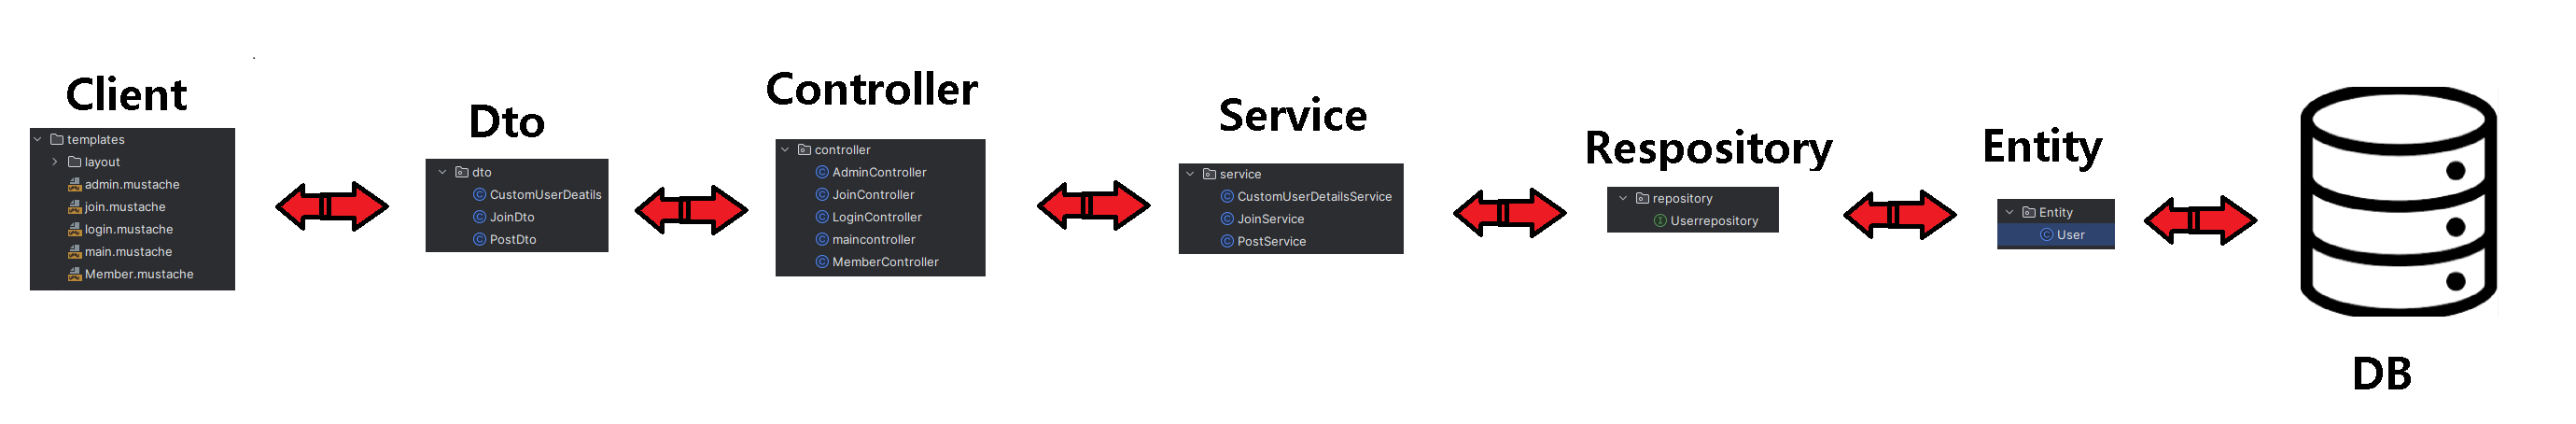 Client
templates
layout
admin.mustache
join.mustache
login.mustache
main.mustache
Member.mustache
Dto
dto
CustomUserDeatils
JoinDto
PostDto
Controller
controller
AdminController
JoinController
LoginController
maincontroller
MemberController
Service
service
CustomUserDetailsService
JoinService
PostService
Respository
repository
Userrepository
Entity
Entity
User
DB